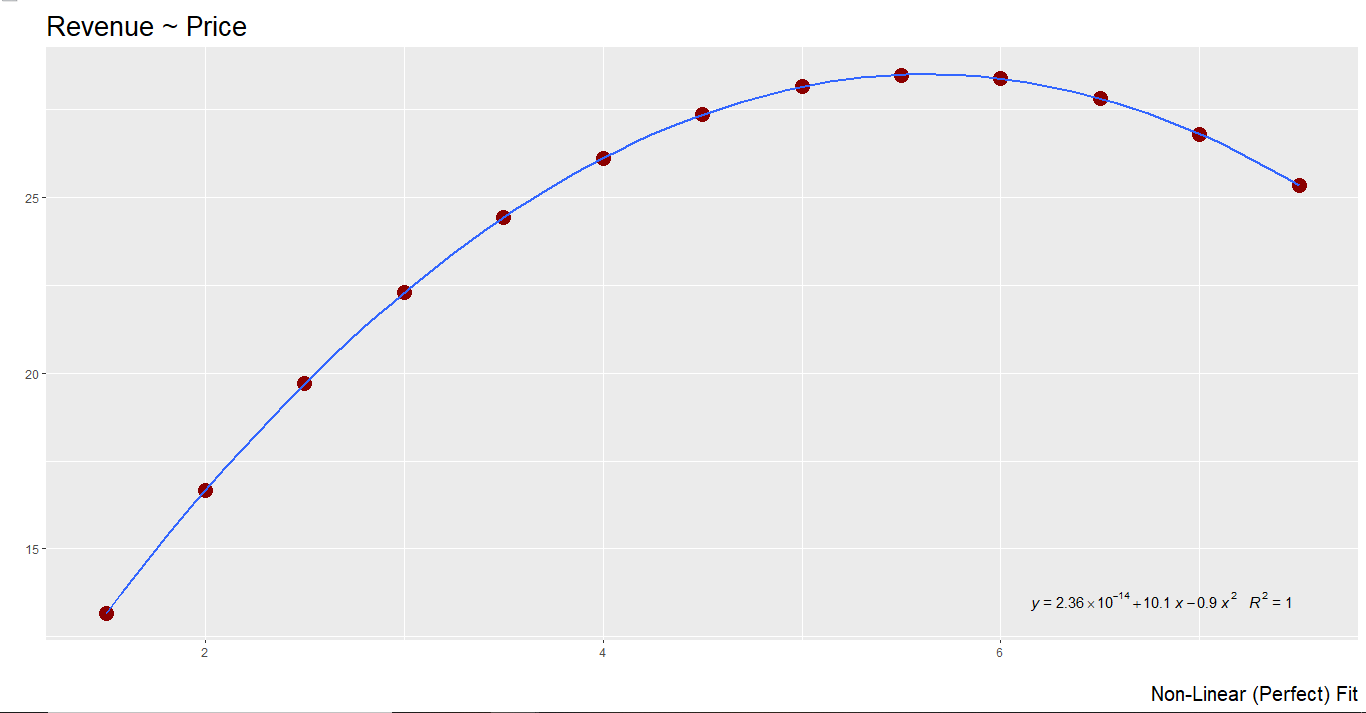 Revenue ~ Price
25
20
15
y = 2.36 × 10⁻¹⁴ + 10.1 x − 0.9 x²   R² = 1
2 4 6
Non-Linear (Perfect) Fit